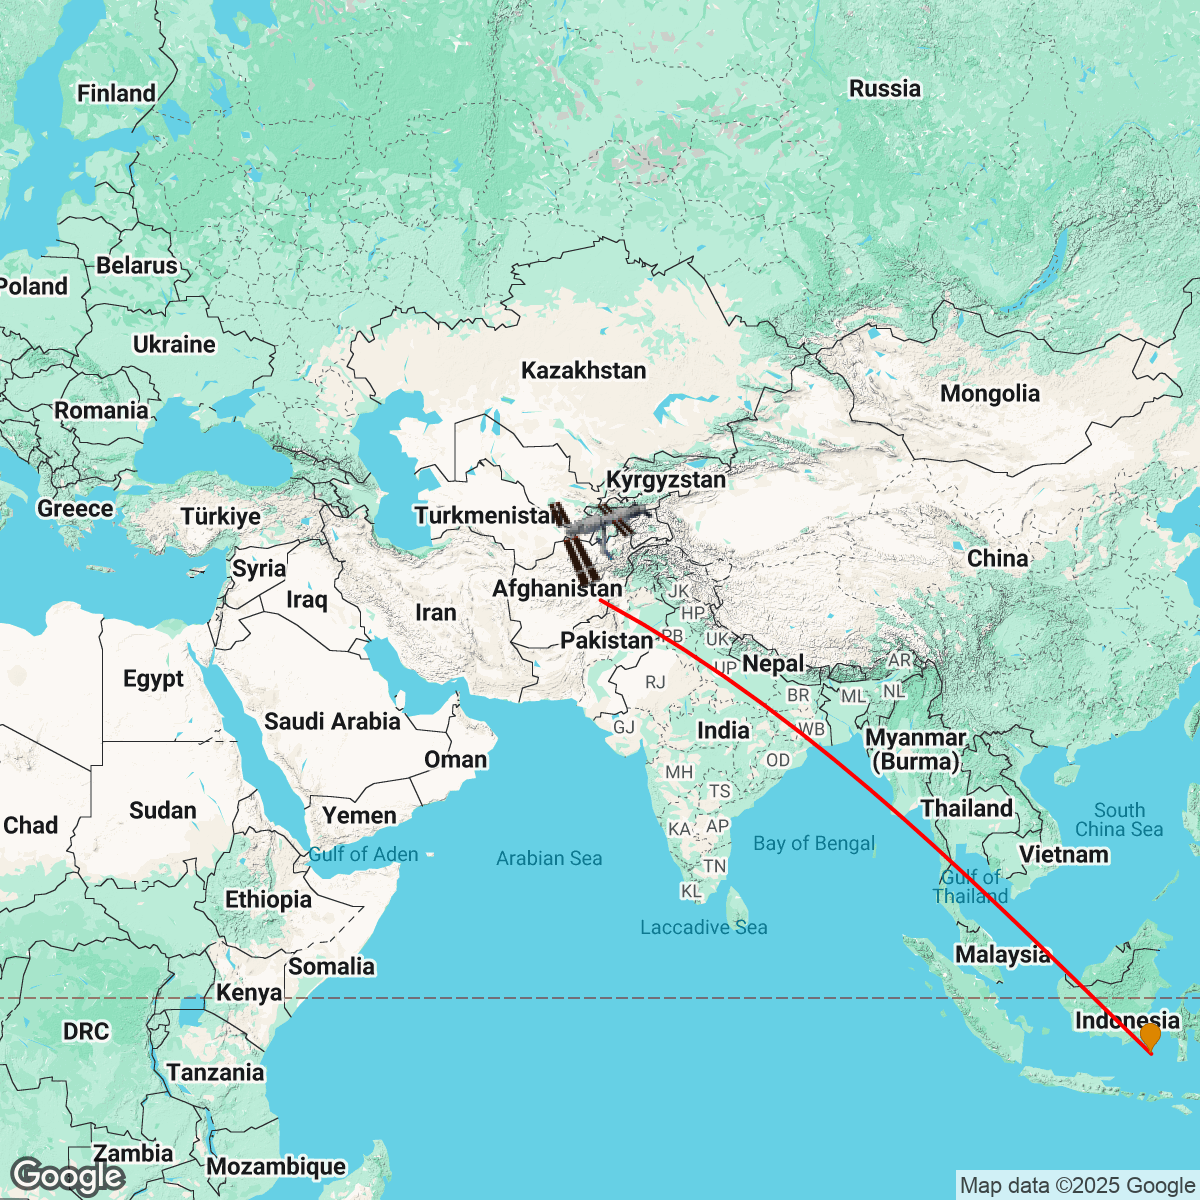 Finland
Russia
Belarus
Poland
Ukraine
Kazakhstan
Romania
Mongolia
Kyrgyzstan
Greece
Türkiye
Turkmenistan
China
Syria
Afghanistan
Iraq
Iran
JK
HP
Pakistan
PB
UK
Nepal
UP
AR
Egypt
RJ
BR
ML
NL
Saudi Arabia
GJ
India
WB
Myanmar
(Burma)
Oman
OD
MH
TS
Sudan
Yemen
Thailand
Chad
KA
AP
South
China Sea
Gulf of Aden
Arabian Sea
Bay of Bengal
Vietnam
TN
Gulf of
Thailand
Ethiopia
KL
Laccadive Sea
Somalia
Malaysia
Kenya
DRC
Indonesia
Tanzania
Zambia
Mozambique
Google
Map data ©2025 Google